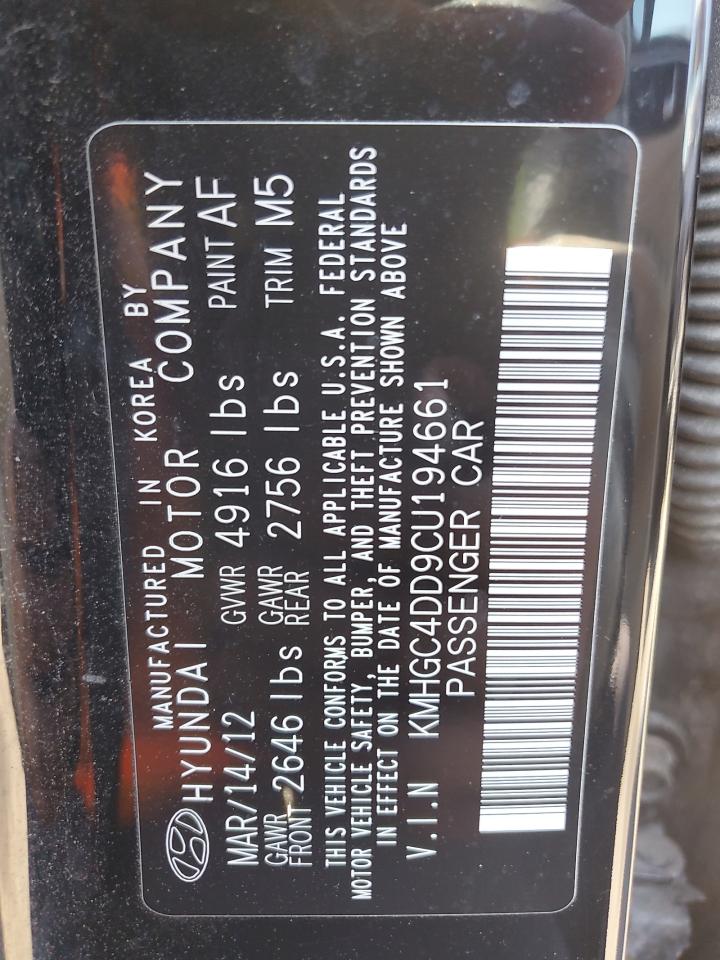 MANUFACTURED IN KOREA BY
HYUNDAI MOTOR COMPANY
MAR/14/12 GVWR 4916 lbs PAINT AF
GAWR FRONT 2646 lbs GAWR REAR 2756 lbs TRIM M5
THIS VEHICLE CONFORMS TO ALL APPLICABLE U.S.A. FEDERAL
MOTOR VEHICLE SAFETY, BUMPER, AND THEFT PREVENTION STANDARDS
IN EFFECT ON THE DATE OF MANUFACTURE SHOWN ABOVE
V.I.N KMHGC4DD9CU194661
PASSENGER CAR